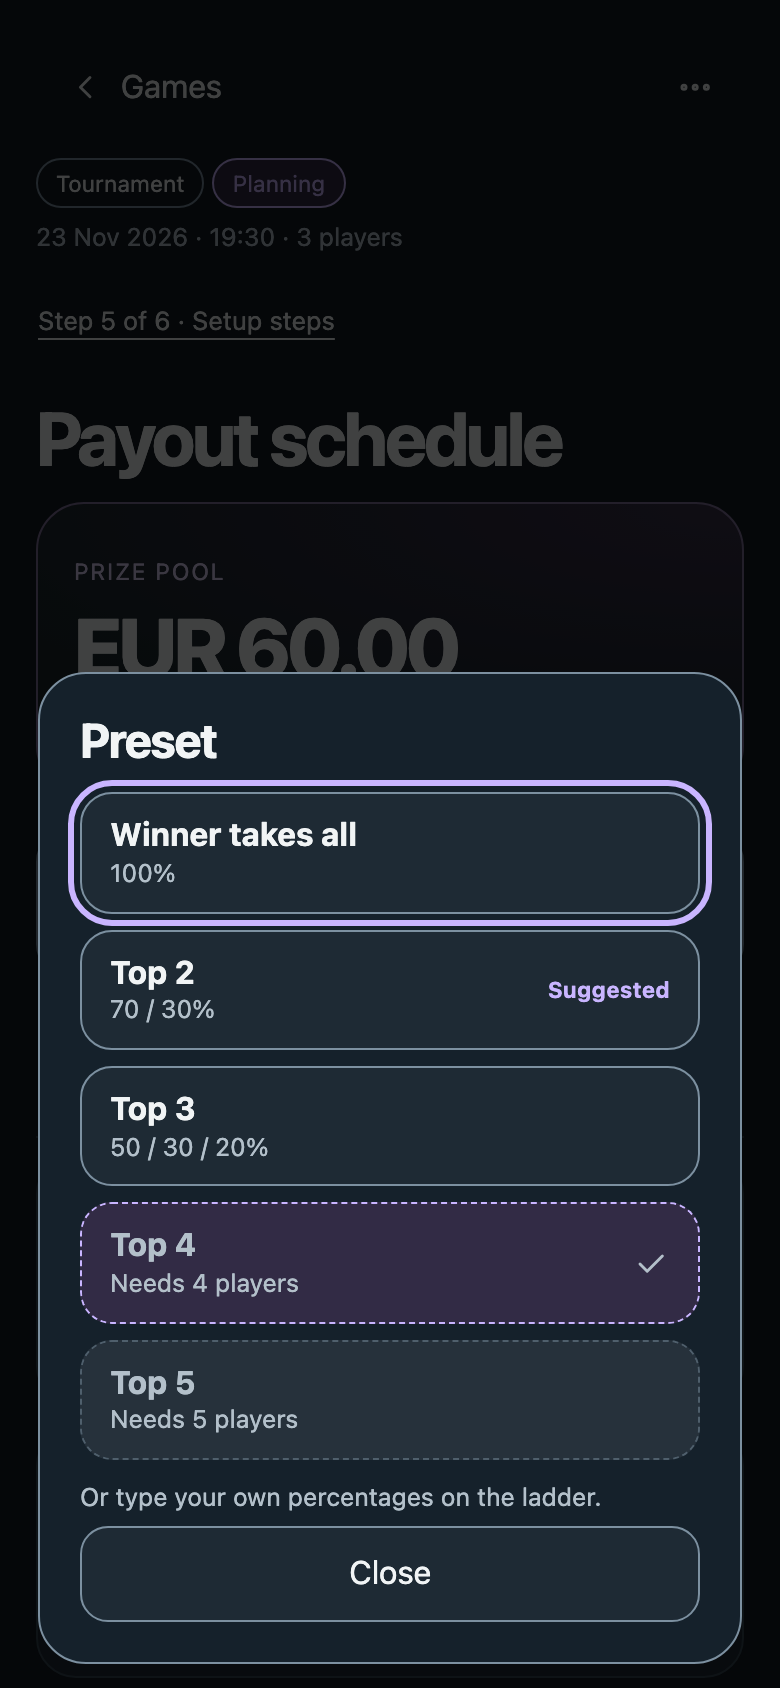 Games
Tournament
Planning
23 Nov 2026 · 19:30 · 3 players
Step 5 of 6 · Setup steps
Payout schedule
PRIZE POOL
EUR 60.00
Preset
Winner takes all
100%
Top 2
70 / 30%
Suggested
Top 3
50 / 30 / 20%
Top 4
Needs 4 players
Top 5
Needs 5 players
Or type your own percentages on the ladder.
Close